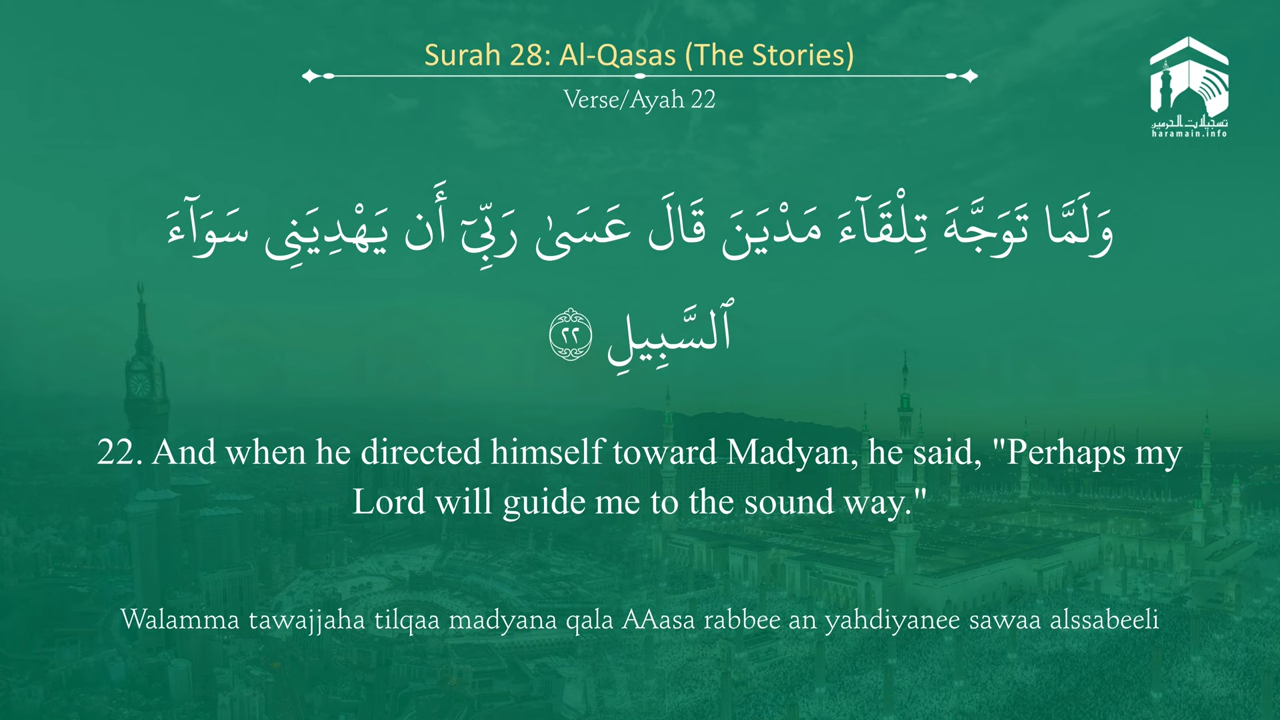 Surah 28: Al-Qasas (The Stories)
Verse/Ayah 22
تسجيلات الحرمين
haramain.info
وَلَمَّا تَوَجَّهَ تِلْقَآءَ مَدْيَنَ قَالَ عَسَىٰ رَبِّىٓ أَن يَهْدِيَنِى سَوَآءَ
ٱلسَّبِيلِ ٢٢
22. And when he directed himself toward Madyan, he said, "Perhaps my
Lord will guide me to the sound way."
Walamma tawajjaha tilqaa madyana qala AAasa rabbee an yahdiyanee sawaa alssabeeli